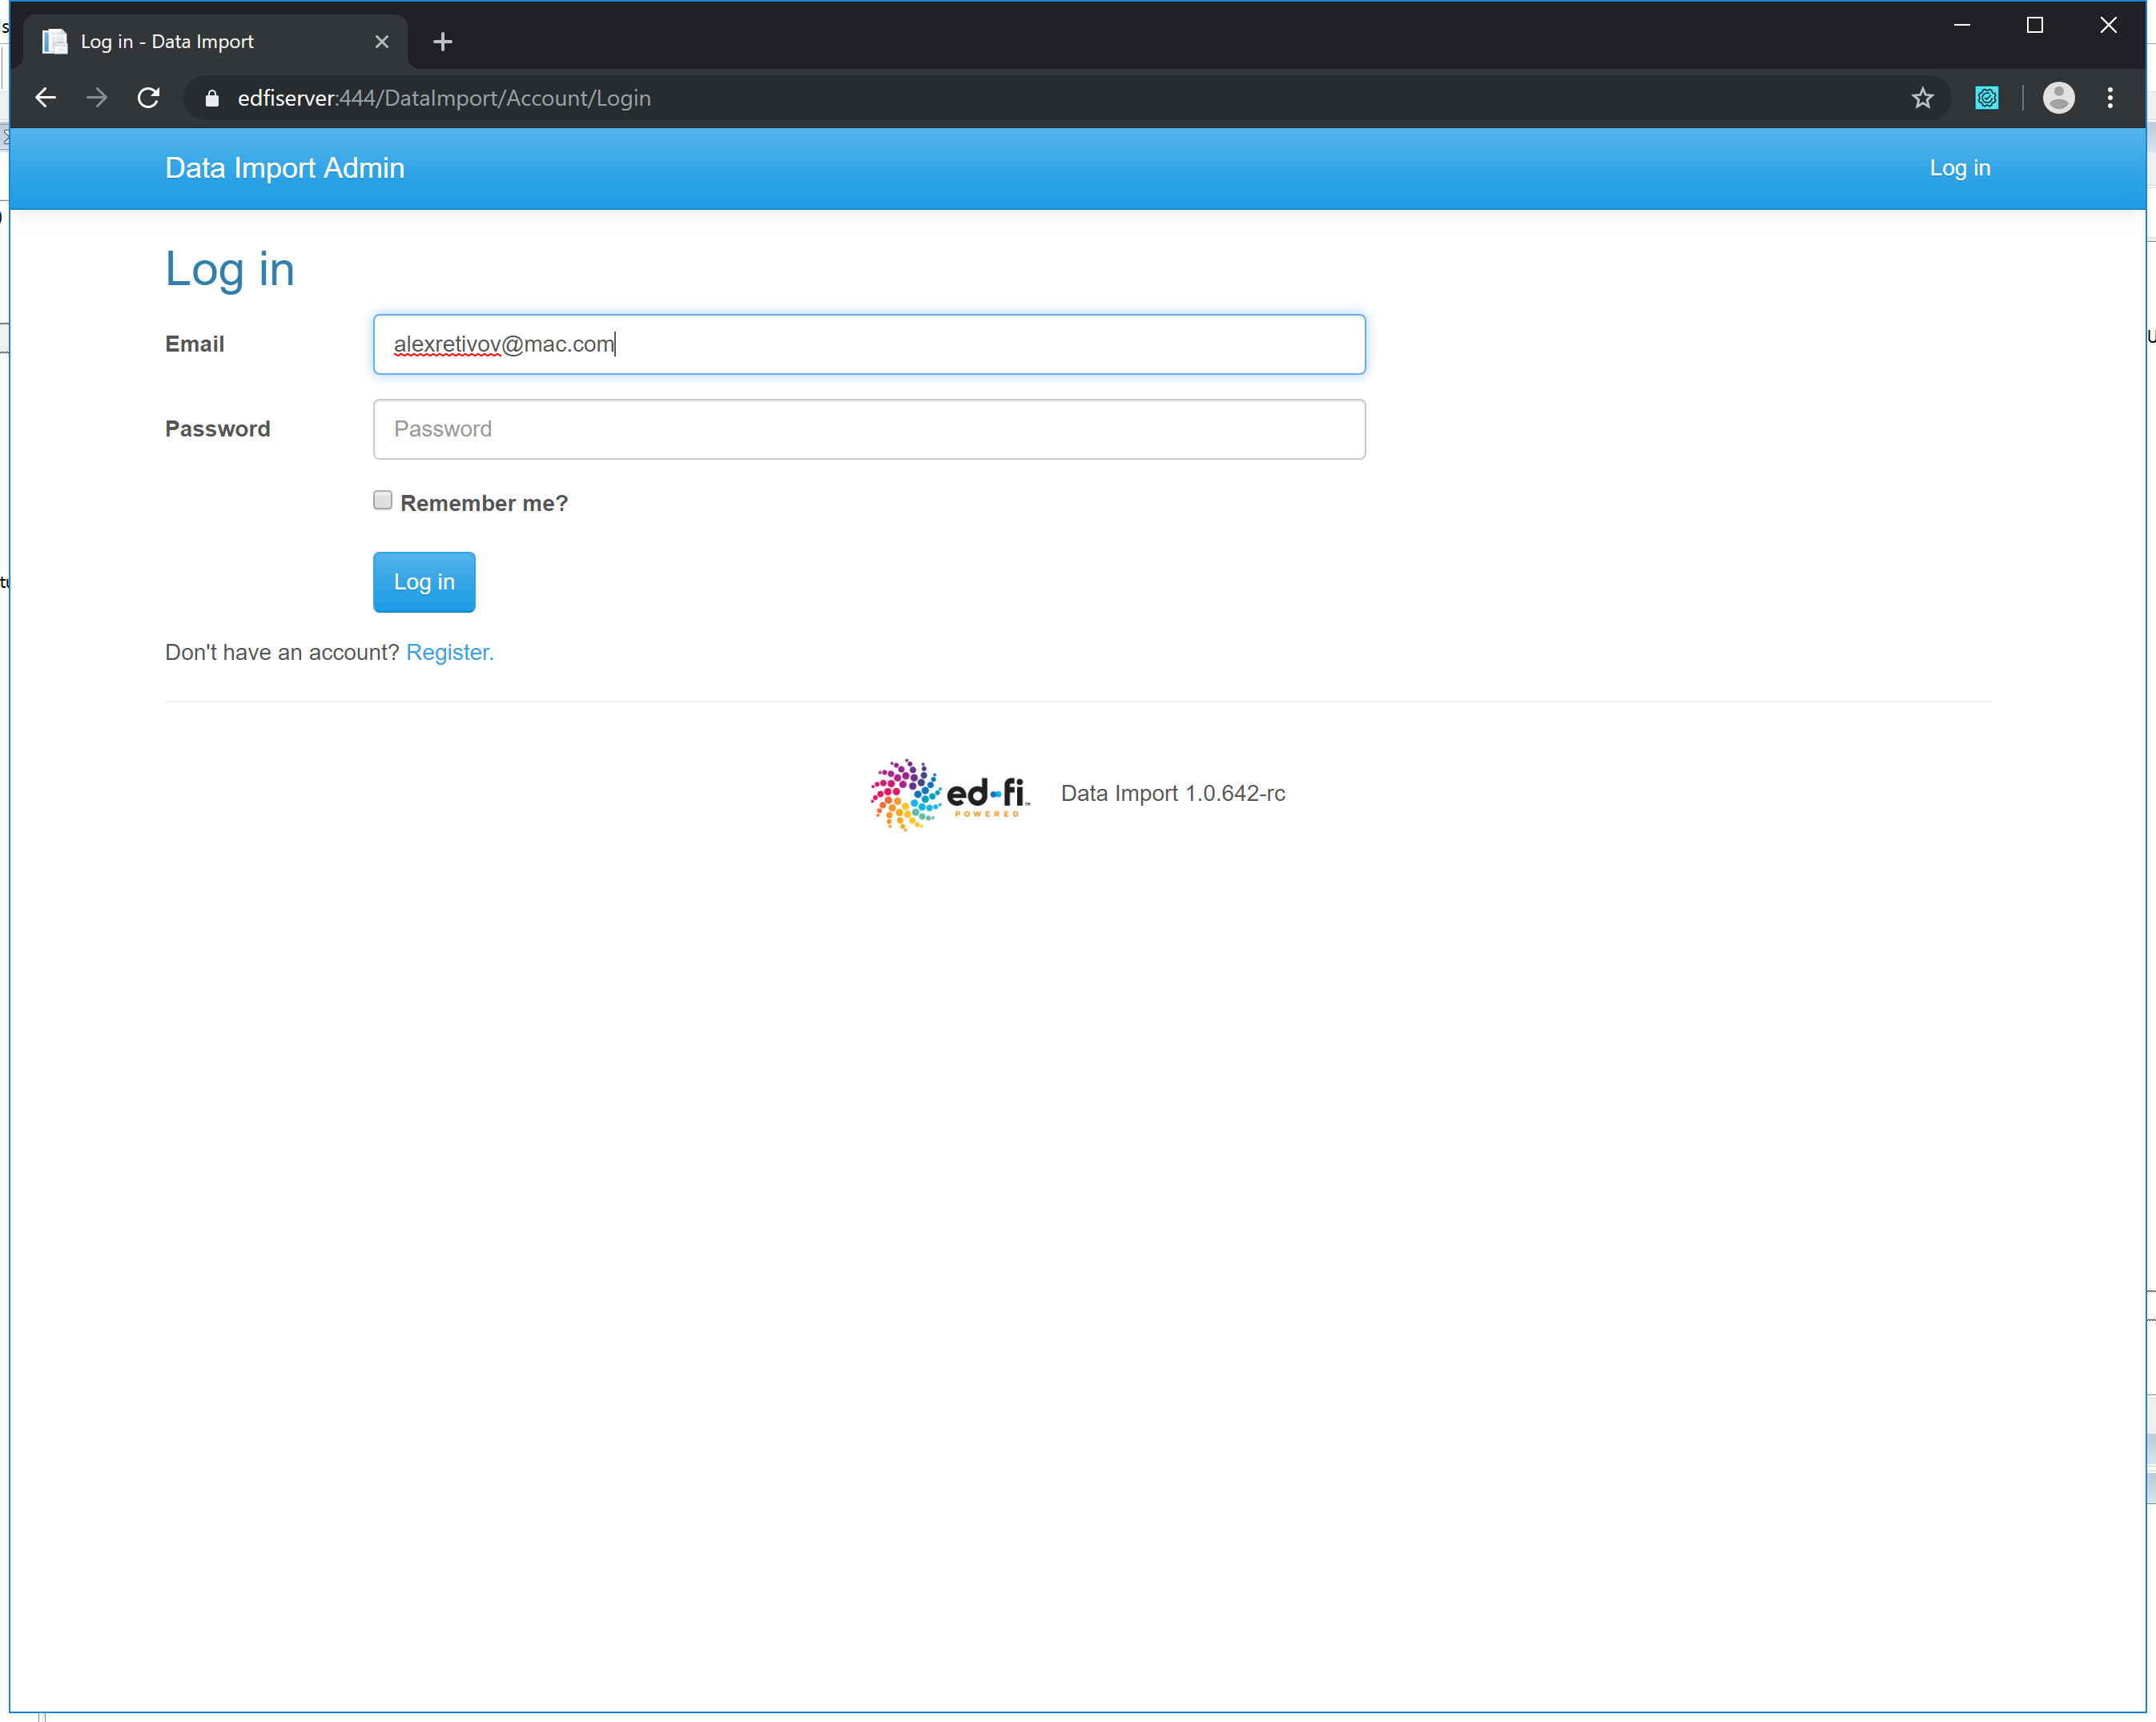 Log in - Data Import
edfiserver:444/DataImport/Account/Login
Data Import Admin
Log in
Log in
Email
alexretivov@mac.com
Password
Password
Remember me?
Log in
Don't have an account? Register.
ed-fi
POWERED
Data Import 1.0.642-rc